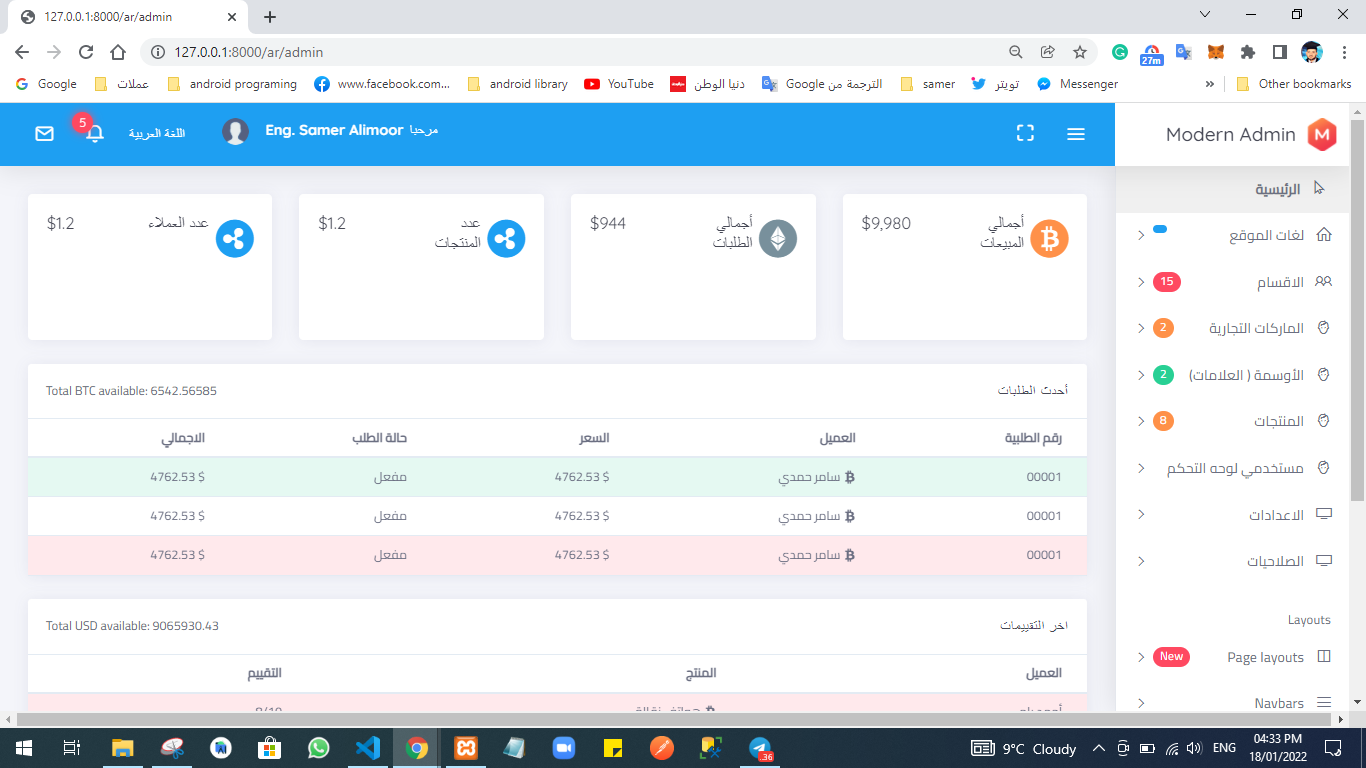 127.0.0.1:8000/ar/admin
127.0.0.1:8000/ar/admin
27m
Google
عملات
android programing
www.facebook.com...
android library
YouTube
دنيا الوطن
الترجمة من Google
samer
تويتر
Messenger
»
Other bookmarks
Modern Admin
M
مرحبا Eng. Samer Alimoor
اللغة العربية
5
الرئيسية
لغات الموقع
الاقسام 15
الماركات التجارية 2
الأوسمة ( العلامات) 2
المنتجات 8
مستخدمي لوحه التحكم
الاعدادات
الصلاحيات
Layouts
Page layouts New
Navbars
أجمالي المبيعات
$9,980
أجمالي الطلبات
$944
عدد المنتجات
$1.2
عدد العملاء
$1.2
أحدث الطلبات
Total BTC available: 6542.56585
رقم الطلبية العميل السعر حالة الطلب الاجمالي
00001 سامر حمدي $ 4762.53 مفعل $ 4762.53
00001 سامر حمدي $ 4762.53 مفعل $ 4762.53
00001 سامر حمدي $ 4762.53 مفعل $ 4762.53
اخر التقييمات
Total USD available: 9065930.43
العميل المنتج التقييم
9°C Cloudy
ENG
04:33 PM
18/01/2022
.36